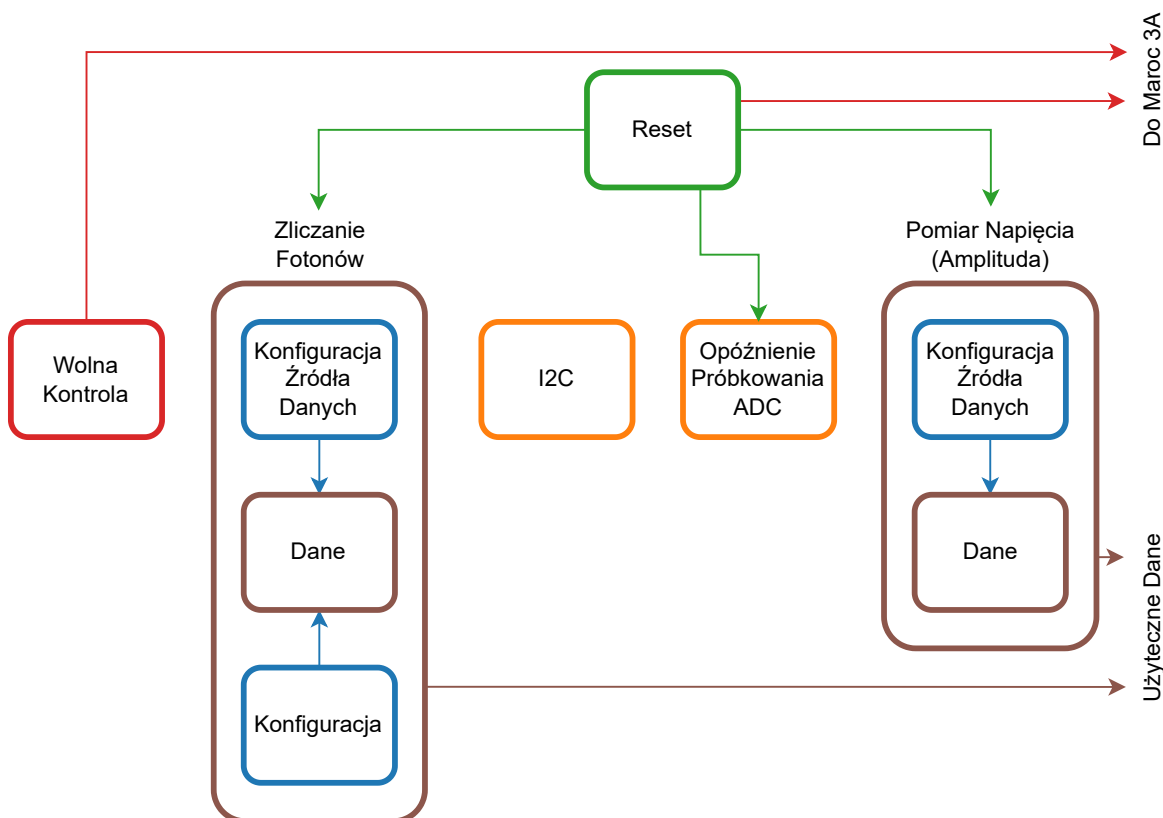 Do Maroc 3A
Reset
Zliczanie
Fotonów
Pomiar Napięcia
(Amplituda)
Wolna
Kontrola
Konfiguracja
Źródła
Danych
I2C
Opóźnienie
Próbkowania
ADC
Konfiguracja
Źródła
Danych
Dane
Dane
Użyteczne Dane
Konfiguracja